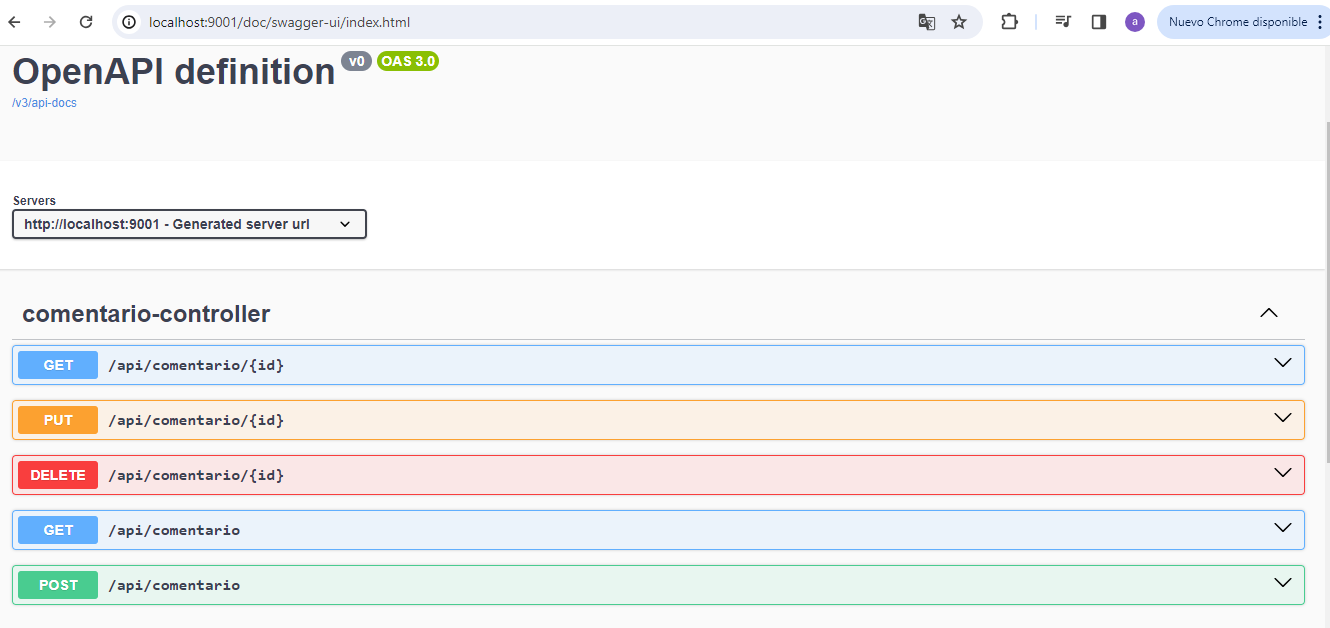 localhost:9001/doc/swagger-ui/index.html
a
Nuevo Chrome disponible
OpenAPI definition v0 OAS 3.0
/v3/api-docs
Servers
http://localhost:9001 - Generated server url
comentario-controller
GET /api/comentario/{id}
PUT /api/comentario/{id}
DELETE /api/comentario/{id}
GET /api/comentario
POST /api/comentario